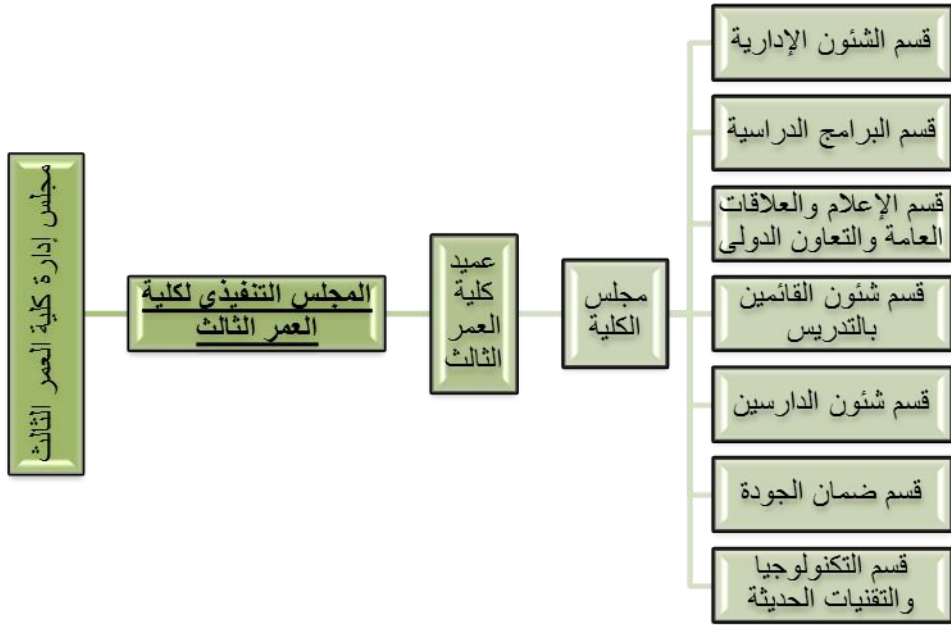 مجلس إدارة كلية العمر الثالث
المجلس التنفيذي لكلية
العمر الثالث
عميد
كلية
العمر
الثالث
مجلس
الكلية
قسم الشئون الإدارية
قسم البرامج الدراسية
قسم الإعلام والعلاقات
العامة والتعاون الدولى
قسم شئون القائمين
بالتدريس
قسم شئون الدارسين
قسم ضمان الجودة
قسم التكنولوجيا
والتقنيات الحديثة